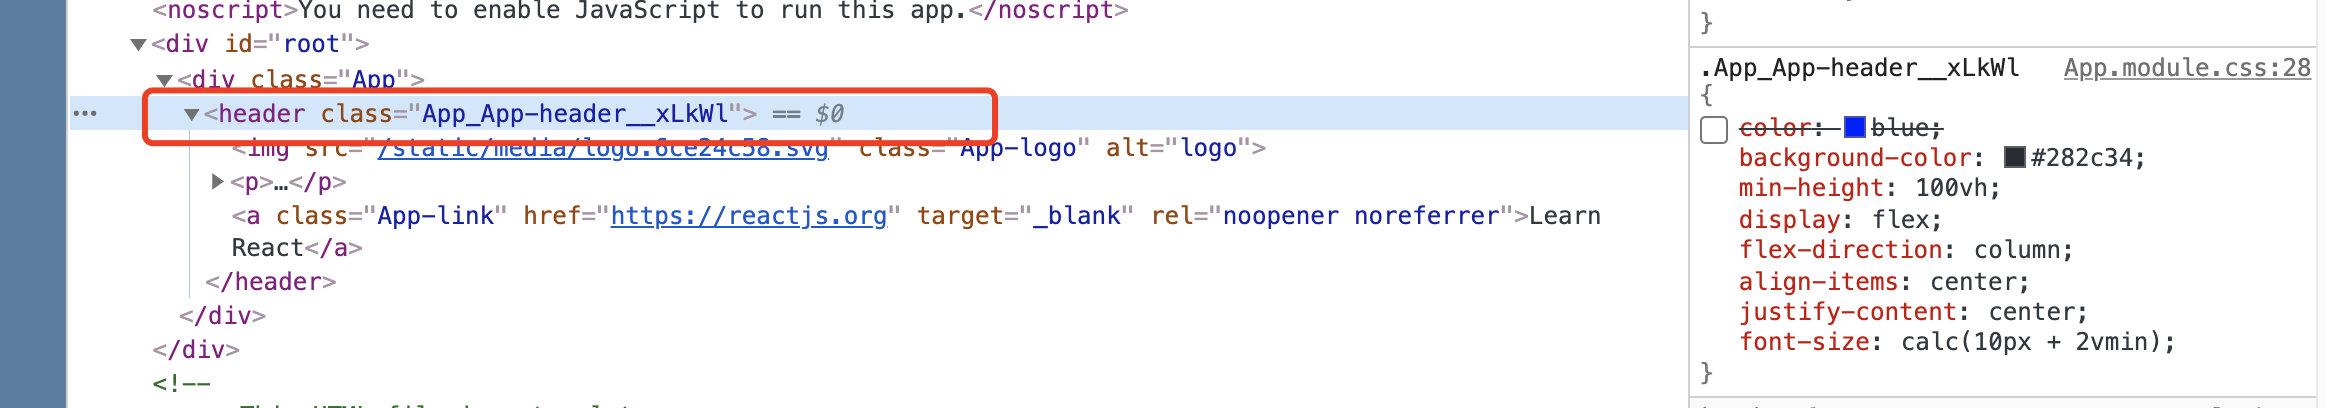 <noscript>You need to enable JavaScript to run this app.</noscript>
▼<div id="root">
▼<div class="App">
••• ▼<header class="App_App-header__xLkWl"> == $0
<img src="/static/media/logo.6ce24c58.svg" class="App-logo" alt="logo">
▶<p>…</p>
<a class="App-link" href="https://reactjs.org" target="_blank" rel="noopener noreferrer">Learn
React</a>
</header>
</div>
</div>
<!--
}
.App_App-header__xLkWl App.module.css:28
{
color: blue;
background-color: #282c34;
min-height: 100vh;
display: flex;
flex-direction: column;
align-items: center;
justify-content: center;
font-size: calc(10px + 2vmin);
}